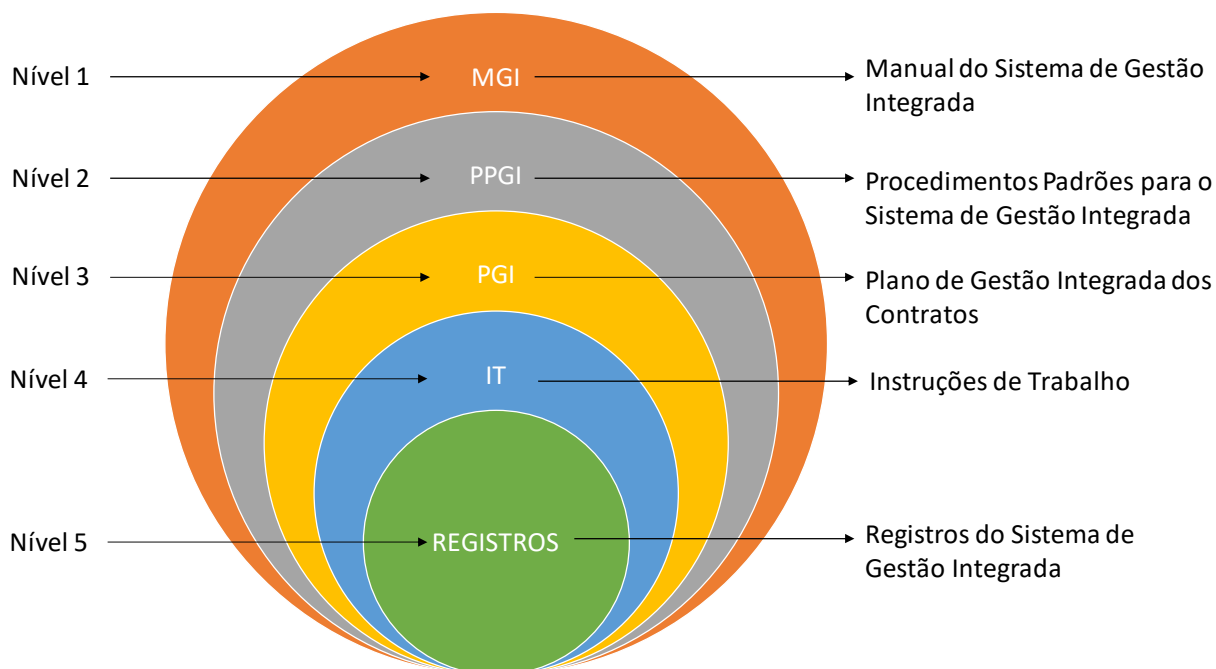 Nível 1
MGI
Manual do Sistema de Gestão
Integrada
Nível 2
PPGI
Procedimentos Padrões para o
Sistema de Gestão Integrada
Nível 3
PGI
Plano de Gestão Integrada dos
Contratos
Nível 4
IT
Instruções de Trabalho
Nível 5
REGISTROS
Registros do Sistema de
Gestão Integrada